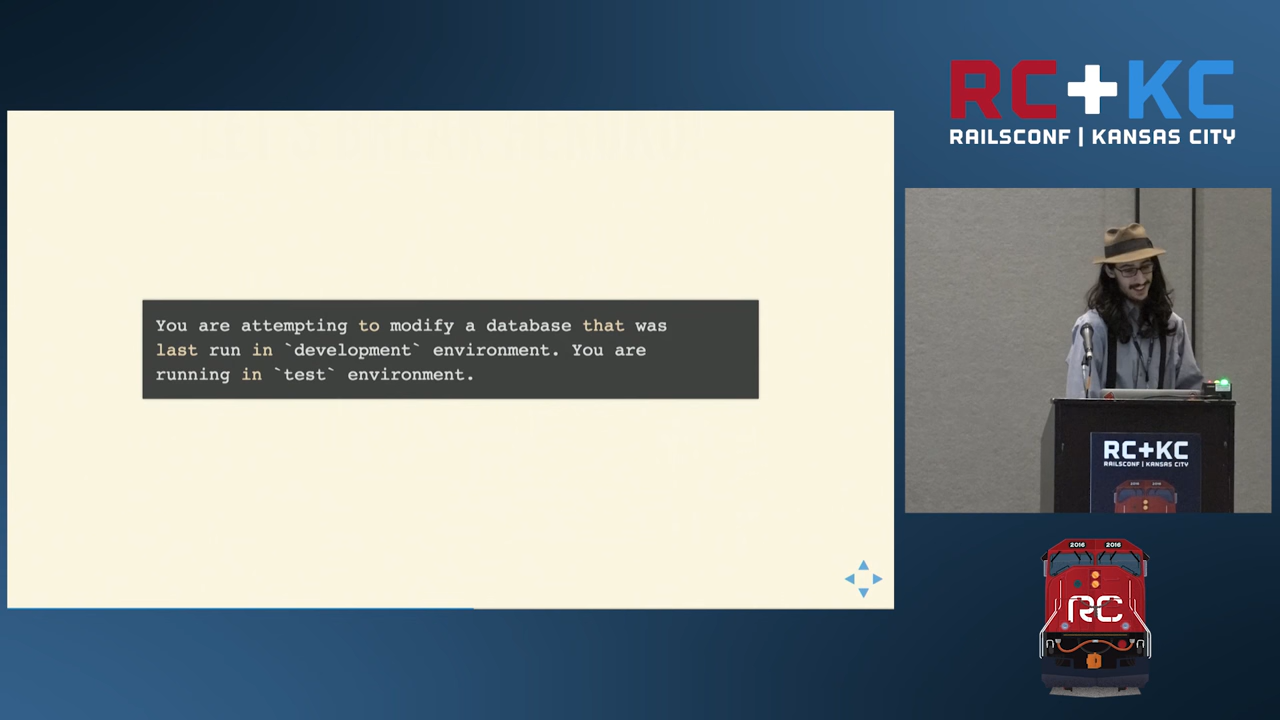 RC+KC
RAILSCONF | KANSAS CITY
You are attempting to modify a database that was
last run in `development` environment. You are
running in `test` environment.
RC+KC
RAILSCONF | KANSAS CITY
2016 2016
RC